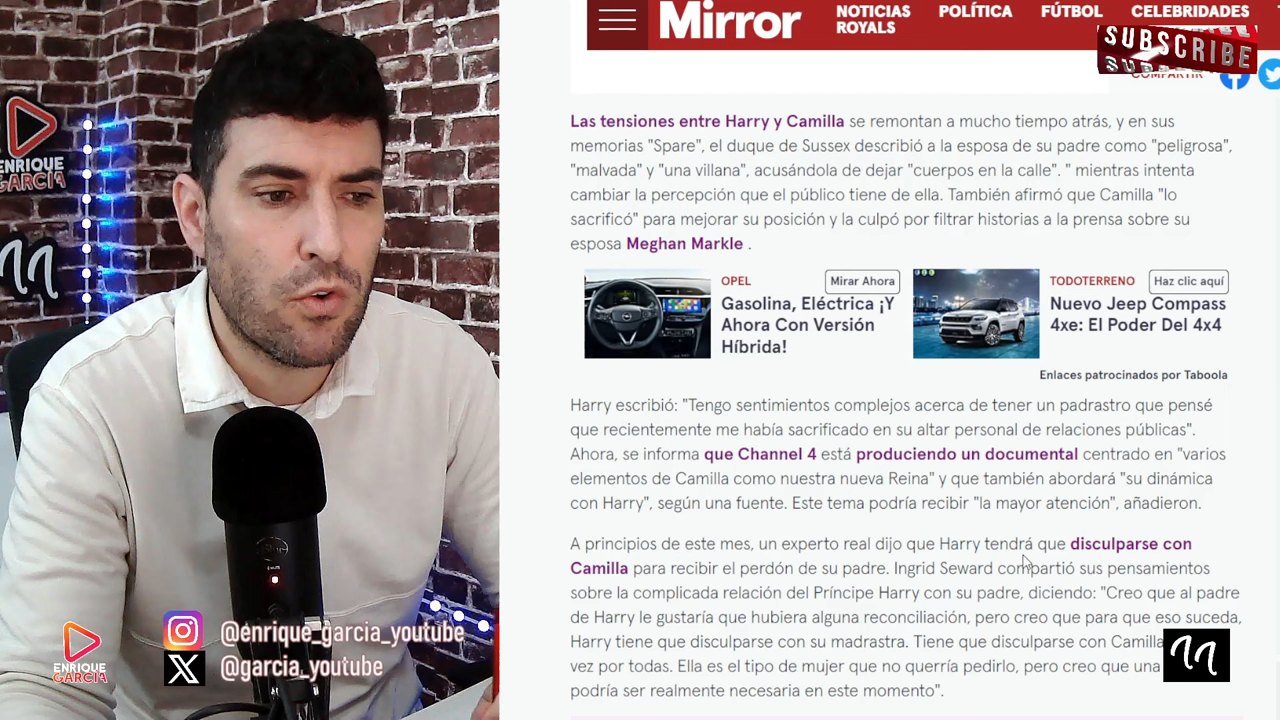 Mirror
NOTICIAS
ROYALS
POLÍTICA
FÚTBOL
CELEBRIDADES
SUBSCRIBE
COMPARTIR
Las tensiones entre Harry y Camilla se remontan a mucho tiempo atrás, y en sus
memorias "Spare", el duque de Sussex describió a la esposa de su padre como "peligrosa",
"malvada" y "una villana", acusándola de dejar "cuerpos en la calle". " mientras intenta
cambiar la percepción que el público tiene de ella. También afirmó que Camilla "lo
sacrificó" para mejorar su posición y la culpó por filtrar historias a la prensa sobre su
esposa Meghan Markle .
OPEL
Mirar Ahora
Gasolina, Eléctrica ¡Y
Ahora Con Versión
Híbrida!
TODOTERRENO
Haz clic aquí
Nuevo Jeep Compass
4xe: El Poder Del 4x4
Enlaces patrocinados por Taboola
Harry escribió: "Tengo sentimientos complejos acerca de tener un padrastro que pensé
que recientemente me había sacrificado en su altar personal de relaciones públicas".
Ahora, se informa que Channel 4 está produciendo un documental centrado en "varios
elementos de Camilla como nuestra nueva Reina" y que también abordará "su dinámica
con Harry", según una fuente. Este tema podría recibir "la mayor atención", añadieron.
A principios de este mes, un experto real dijo que Harry tendrá que disculparse con
Camilla para recibir el perdón de su padre. Ingrid Seward compartió sus pensamientos
sobre la complicada relación del Príncipe Harry con su padre, diciendo: "Creo que al padre
de Harry le gustaría que hubiera alguna reconciliación, pero creo que para que eso suceda,
Harry tiene que disculparse con su madrastra. Tiene que disculparse con Camilla
vez por todas. Ella es el tipo de mujer que no querría pedirlo, pero creo que una
podría ser realmente necesaria en este momento".
ENRIQUE
GARCÍA
@enrique_garcia_youtube
@garcia_youtube
ENRIQUE
GARCÍA